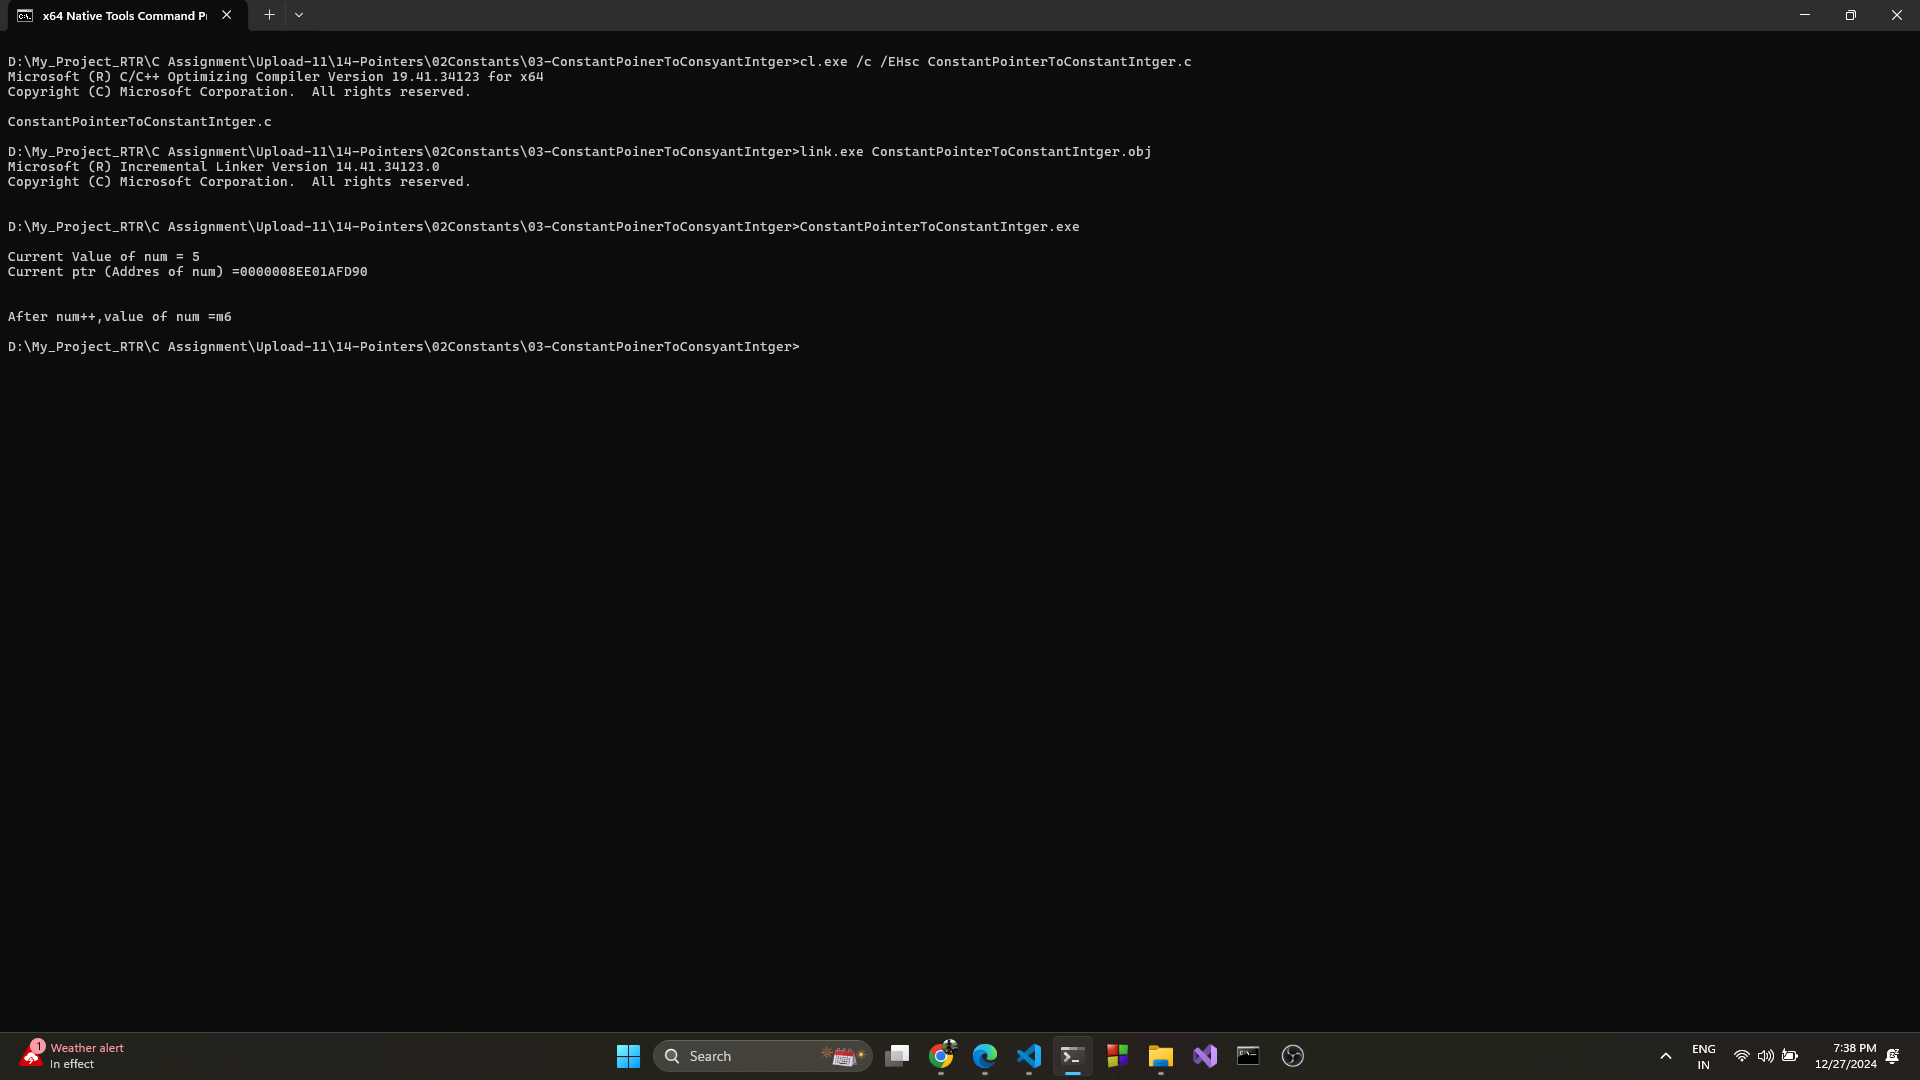 x64 Native Tools Command Pr
D:\My_Project_RTR\C Assignment\Upload-11\14-Pointers\02Constants\03-ConstantPoinerToConsyantIntger>cl.exe /c /EHsc ConstantPointerToConstantIntger.c
Microsoft (R) C/C++ Optimizing Compiler Version 19.41.34123 for x64
Copyright (C) Microsoft Corporation.  All rights reserved.
ConstantPointerToConstantIntger.c
D:\My_Project_RTR\C Assignment\Upload-11\14-Pointers\02Constants\03-ConstantPoinerToConsyantIntger>link.exe ConstantPointerToConstantIntger.obj
Microsoft (R) Incremental Linker Version 14.41.34123.0
Copyright (C) Microsoft Corporation.  All rights reserved.
D:\My_Project_RTR\C Assignment\Upload-11\14-Pointers\02Constants\03-ConstantPoinerToConsyantIntger>ConstantPointerToConstantIntger.exe
Current Value of num = 5
Current ptr (Addres of num) =0000008EE01AFD90
After num++,value of num =m6
D:\My_Project_RTR\C Assignment\Upload-11\14-Pointers\02Constants\03-ConstantPoinerToConsyantIntger>
1
Weather alert
In effect
Search
ENG
IN
7:38 PM
12/27/2024